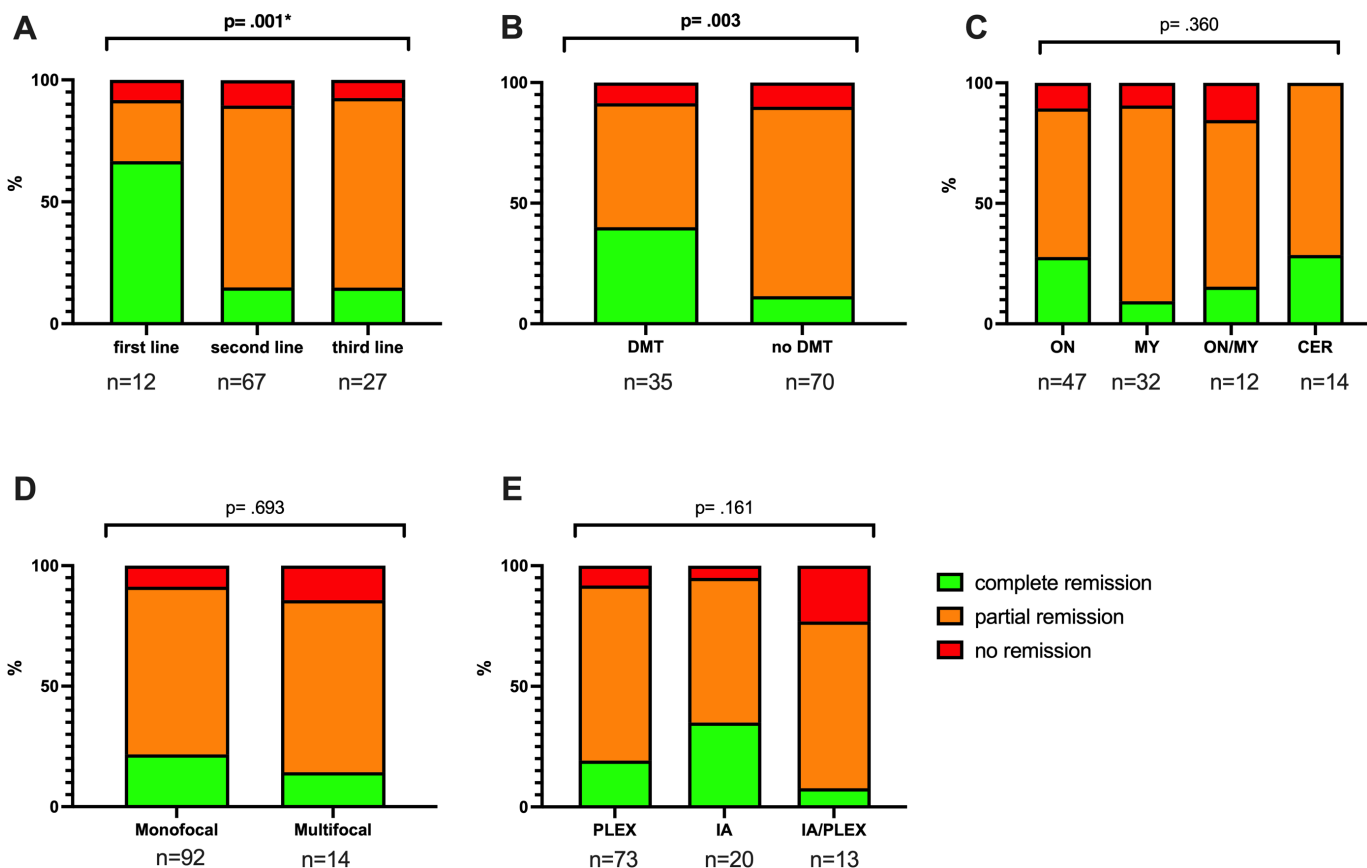 A
p= .001*
%
100
50
0
first line second line third line
n=12 n=67 n=27
B
p= .003
100
50
0
%
DMT no DMT
n=35 n=70
C
p= .360
100
50
0
%
ON MY ON/MY CER
n=47 n=32 n=12 n=14
D
p= .693
100
50
0
%
Monofocal Multifocal
n=92 n=14
E
p= .161
100
50
0
%
PLEX IA IA/PLEX
n=73 n=20 n=13
complete remission
partial remission
no remission